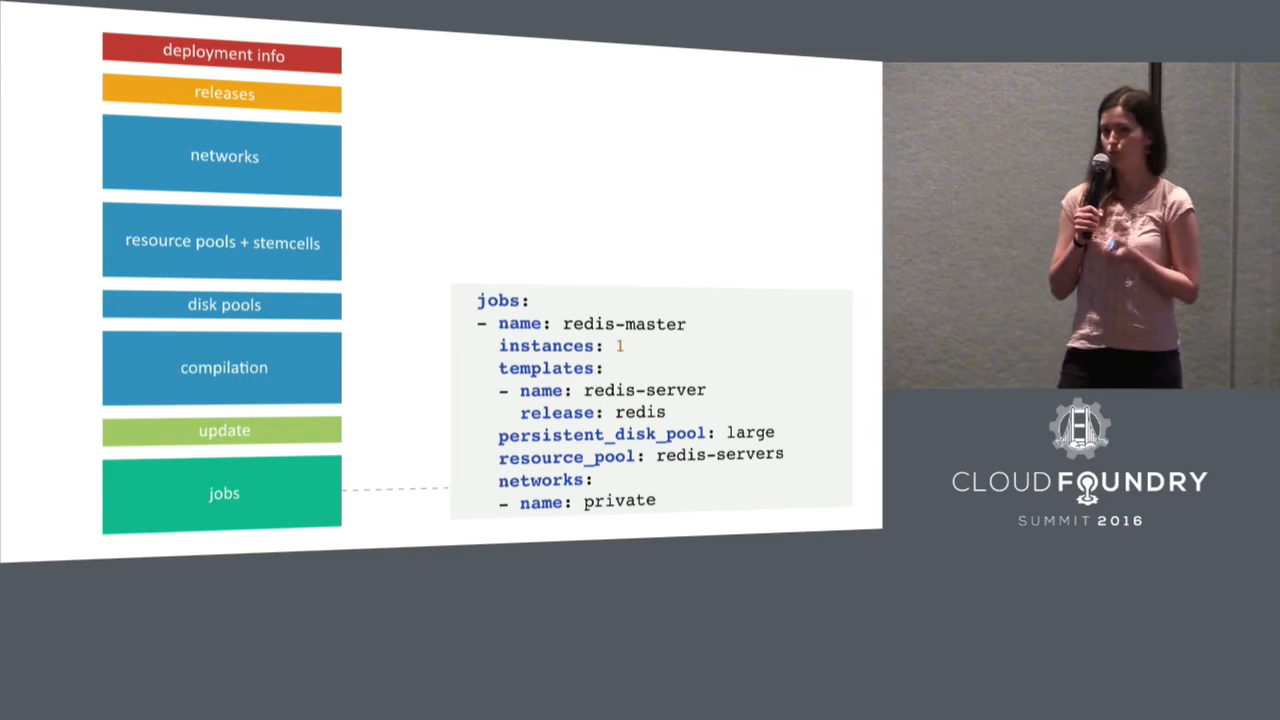 deployment info
releases
networks
resource pools + stemcells
disk pools
compilation
update
jobs
jobs:
- name: redis-master
instances: 1
templates:
- name: redis-server
release: redis
persistent_disk_pool: large
resource_pool: redis-servers
networks:
- name: private
CLOUD FOUNDRY
SUMMIT 2016